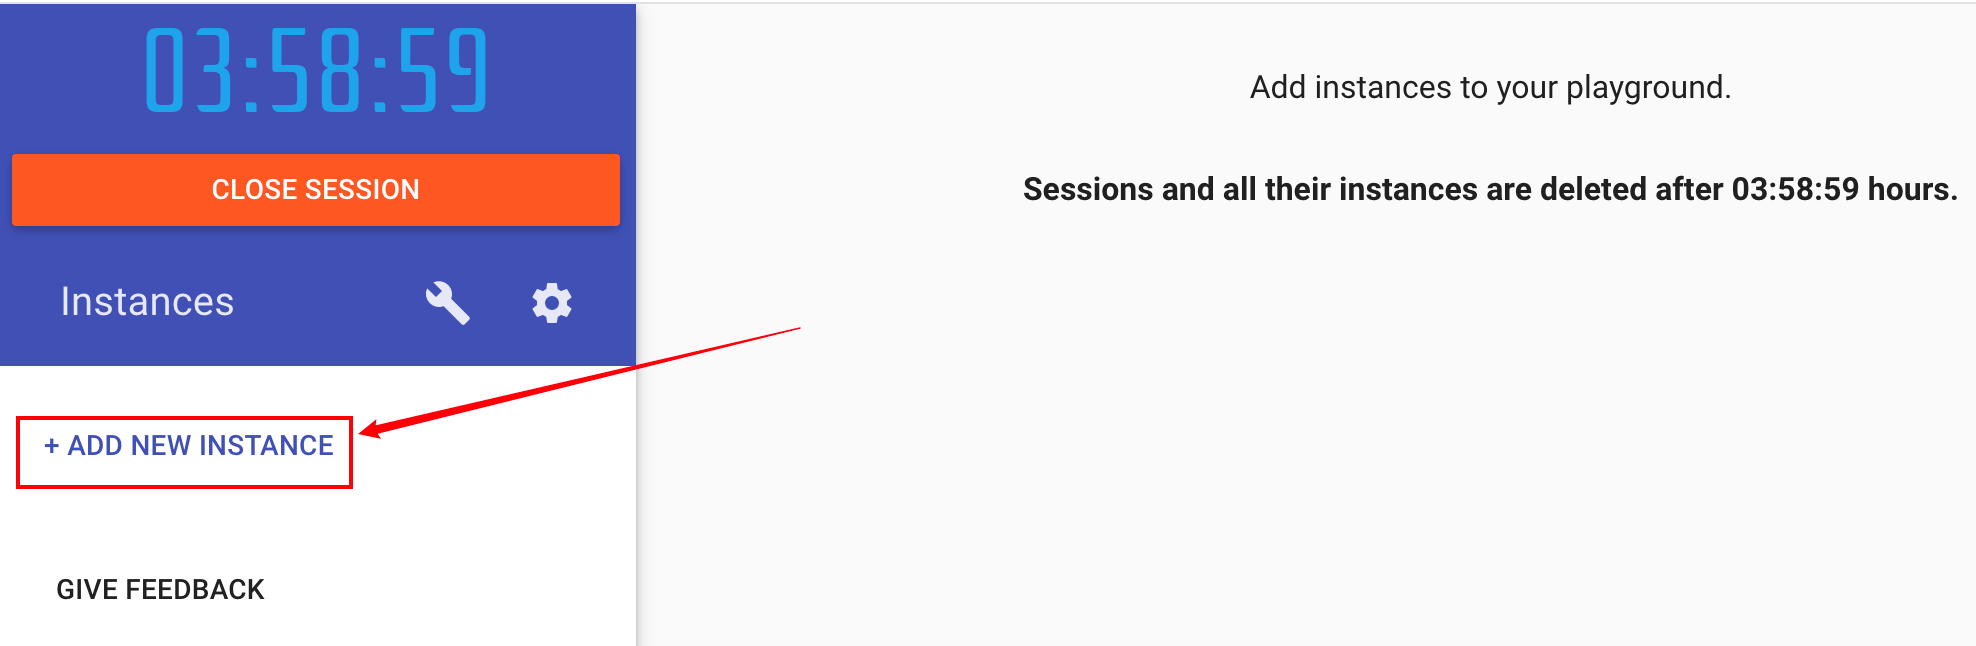 03:58:59
CLOSE SESSION
Instances
+ ADD NEW INSTANCE
GIVE FEEDBACK
Add instances to your playground.
Sessions and all their instances are deleted after 03:58:59 hours.